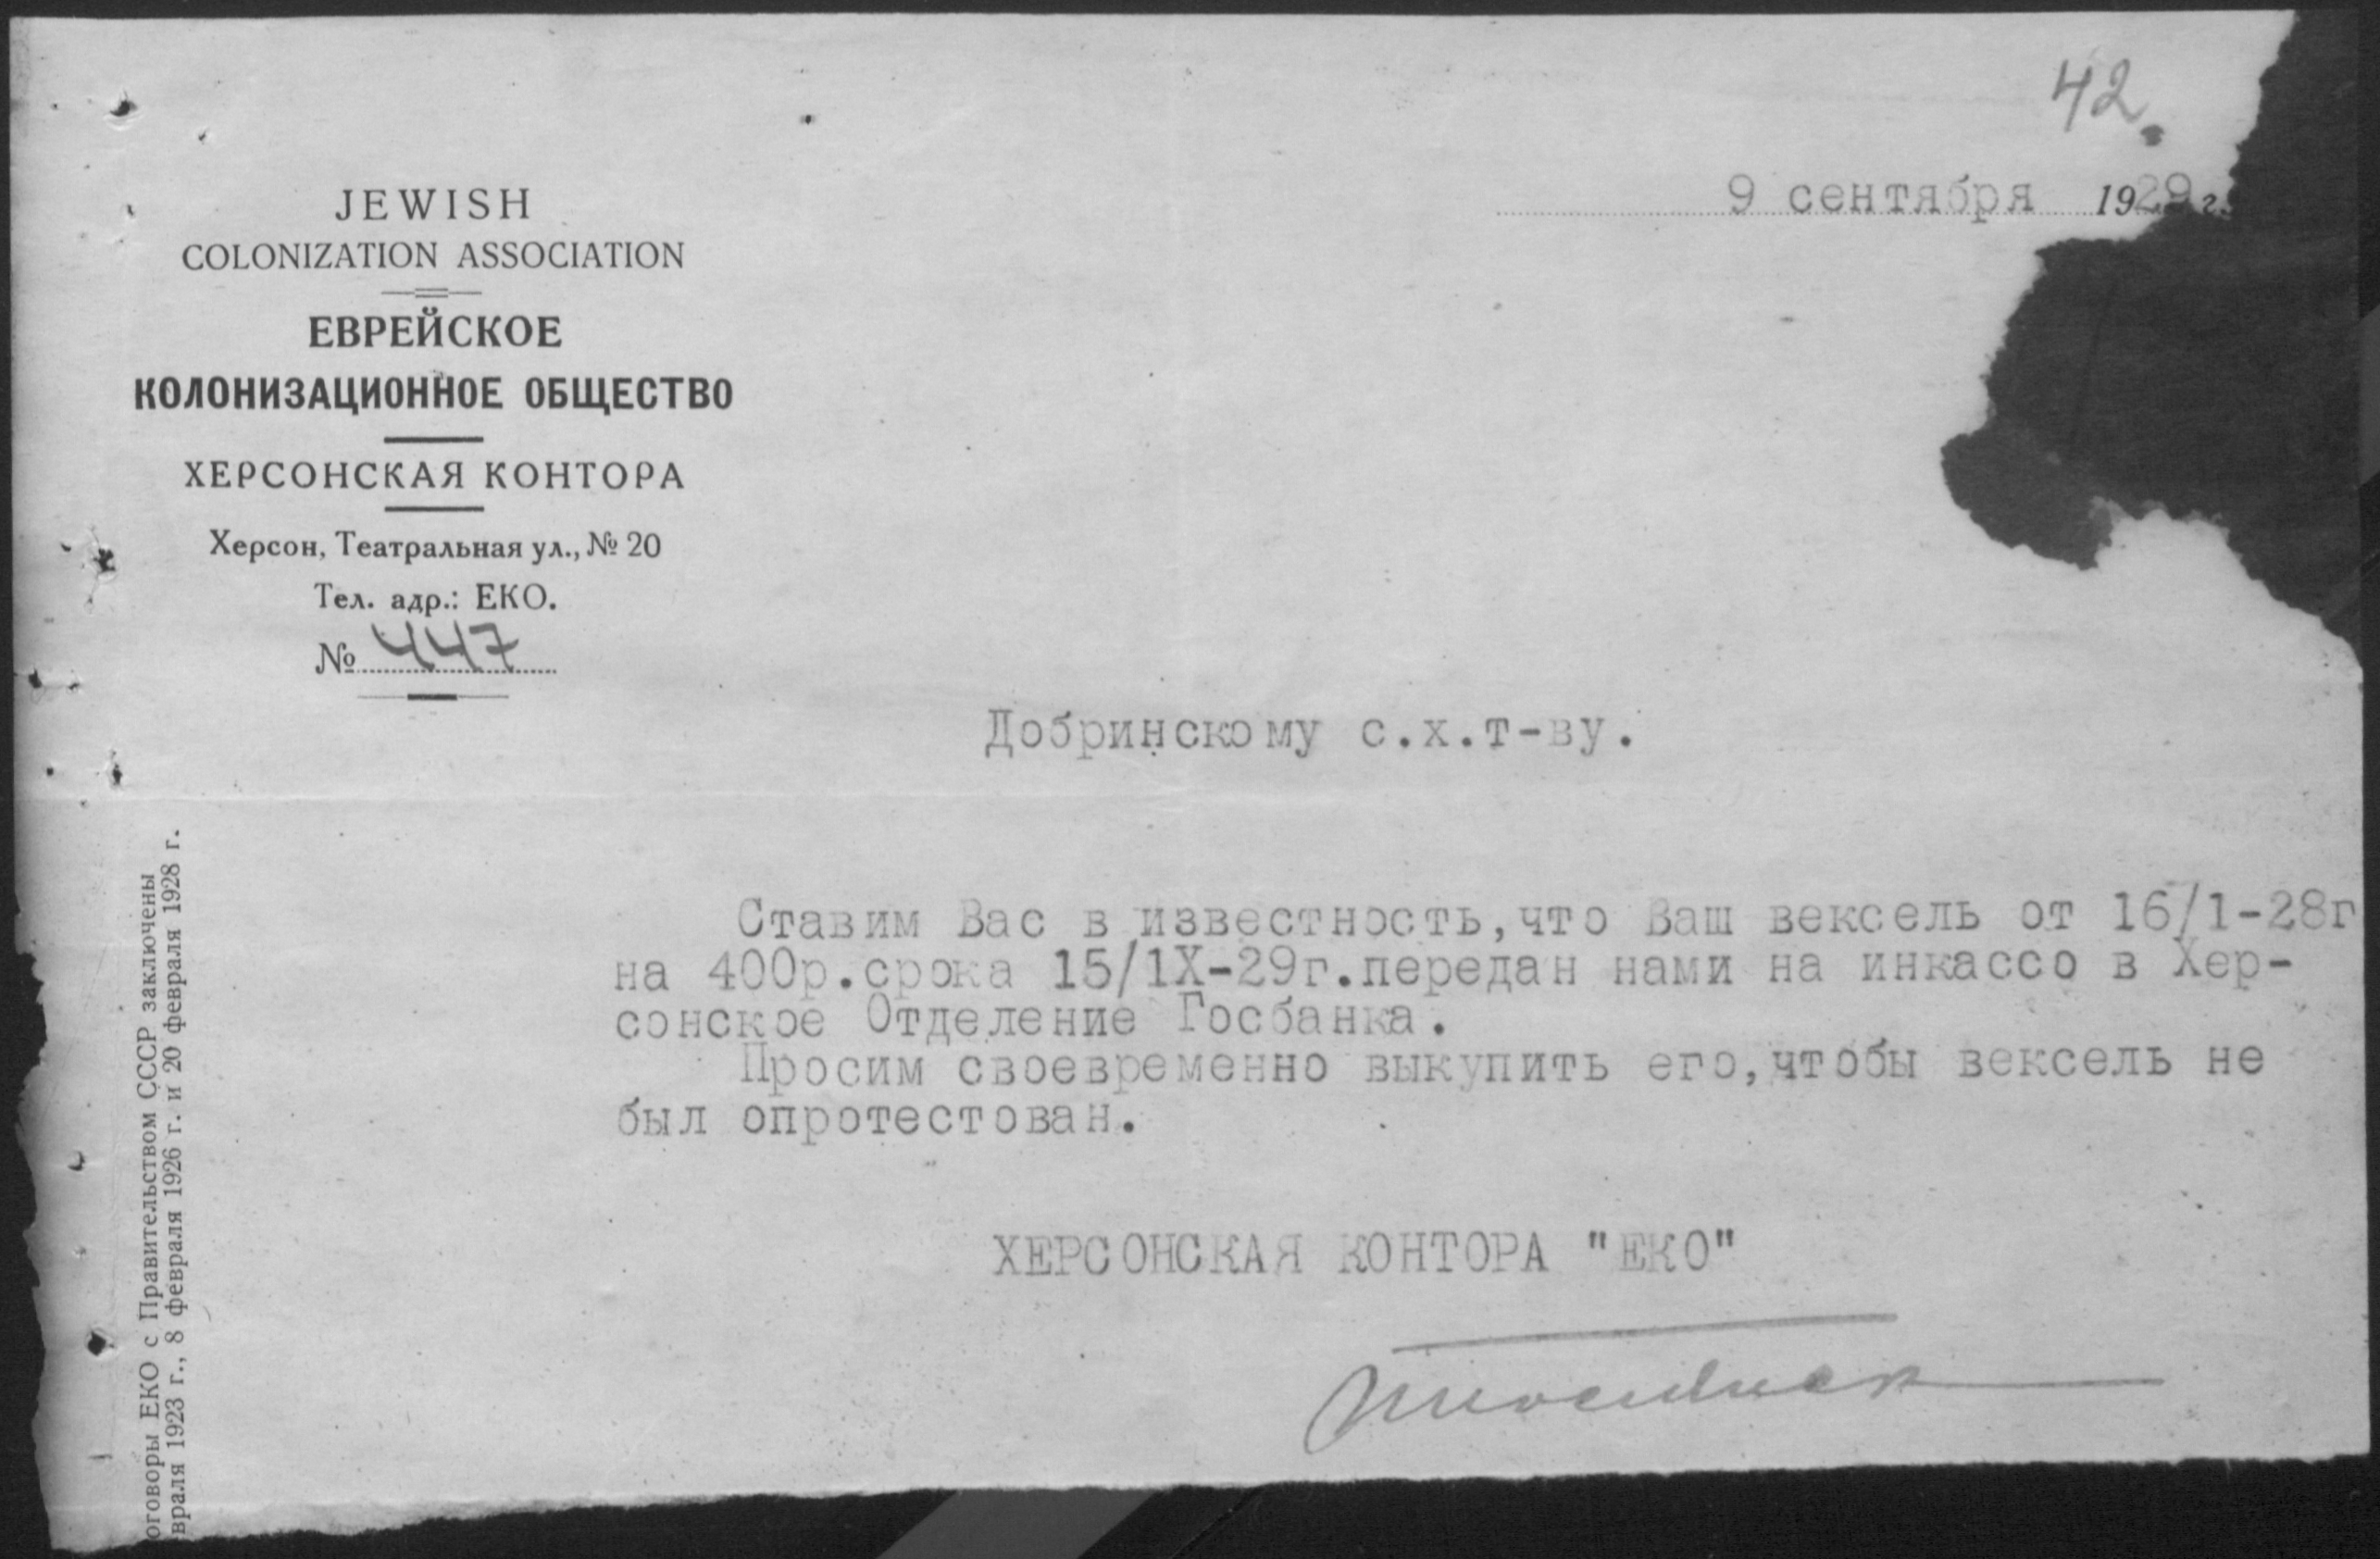 42.
9 сентября 1929 г.
JEWISH
COLONIZATION ASSOCIATION
ЕВРЕЙСКОЕ
КОЛОНИЗАЦИОННОЕ ОБЩЕСТВО
ХЕРСОНСКАЯ КОНТОРА
Херсон, Театральная ул., № 20
Тел. адр.: ЕКО.
№ 447
Добринскому с.х.т-ву.
Ставим Вас в известность,что Ваш вексель от 16/1-28г
на 400р.срока 15/1X-29г.передан нами на инкассо в Хер-
сонское Отделение Госбанка.
Просим своевременно выкупить его,чтобы вексель не
был опротестован.
ХЕРСОНСКАЯ КОНТОРА "ЕКО"
оговоры ЕКО с Правительством СССР заключены
враля 1923 г., 8 февраля 1926 г. и 20 февраля 1928 г.